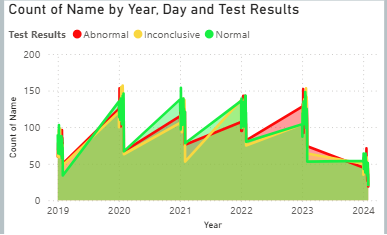 Count of Name by Year, Day and Test Results
Test Results Abnormal Inconclusive Normal
200
150
100
50
0
Count of Name
2019 2020 2021 2022 2023 2024
Year